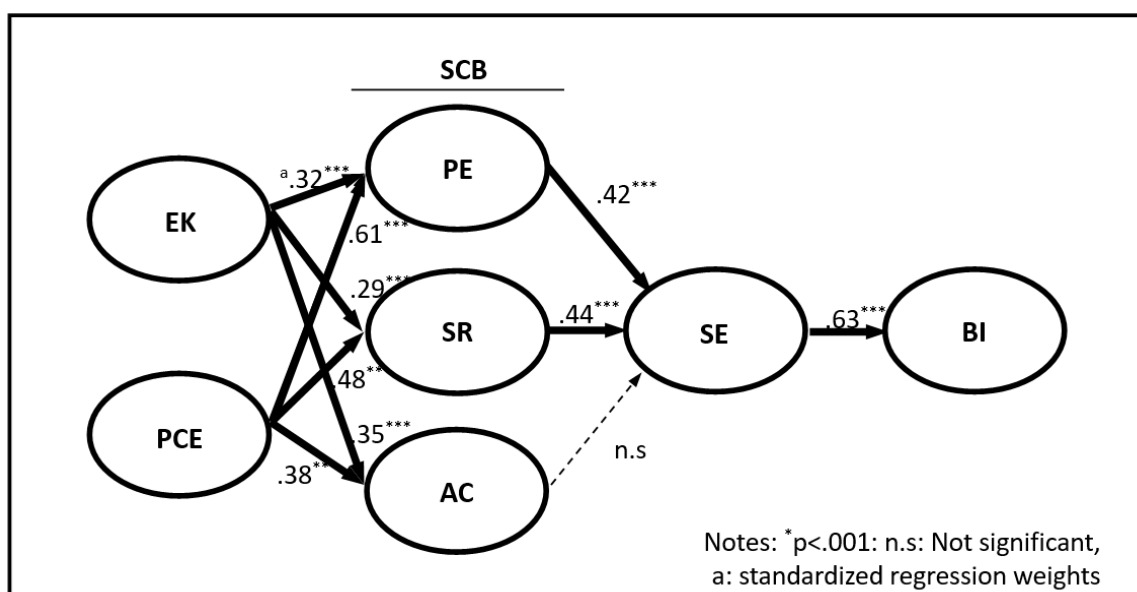 SCB
PE
a.32***
.42***
EK
.61***
.29***
SR
.44***
SE
.63***
BI
.48**
PCE
.35***
.38**
AC
n.s
Notes: *p<.001: n.s: Not significant,
a: standardized regression weights